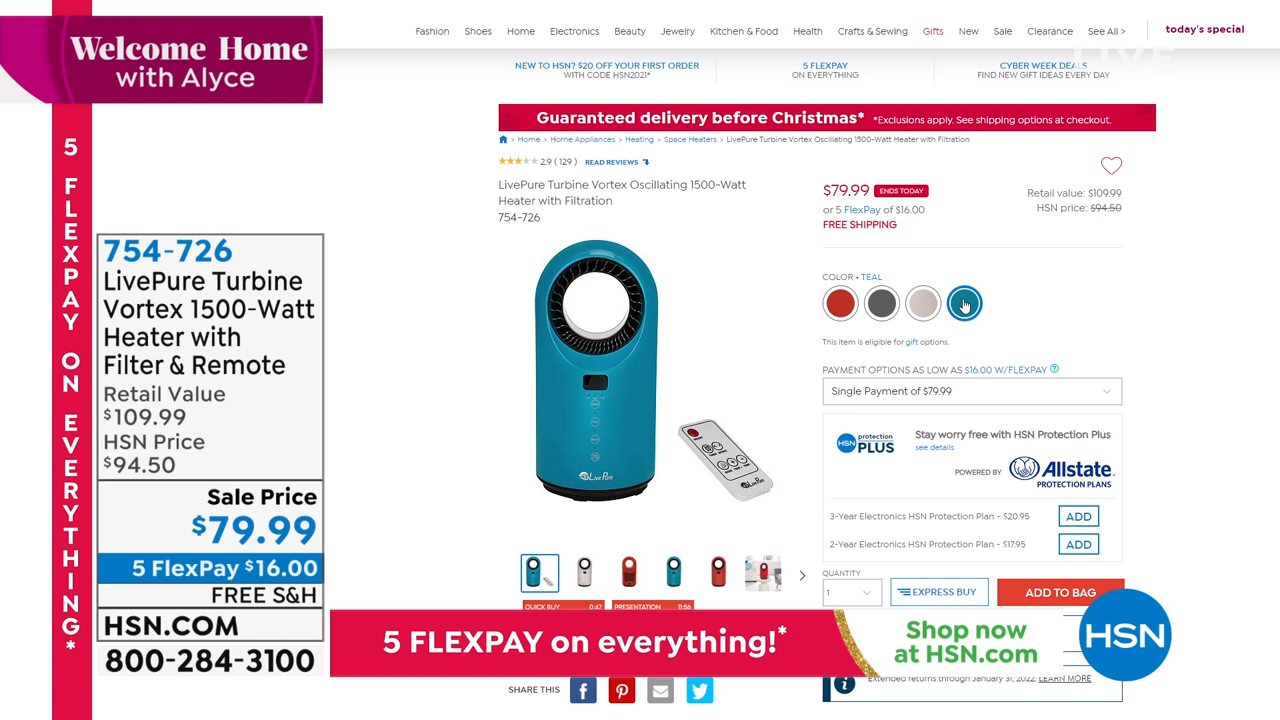 Welcome Home
with Alyce
5 FLEXPAY ON EVERYTHING*
754-726
LivePure Turbine
Vortex 1500-Watt
Heater with
Filter & Remote
Retail Value
$109.99
HSN Price
$94.50
Sale Price
$79.99
5 FlexPay $16.00
FREE S&H
HSN.COM
800-284-3100
Fashion Shoes Home Electronics Beauty Jewelry Kitchen & Food Health Crafts & Sewing Gifts New Sale Clearance See All > today's special
LIVE
NEW TO HSN? $20 OFF YOUR FIRST ORDER
WITH CODE HSN2021*
5 FLEXPAY
ON EVERYTHING
CYBER WEEK DEALS
FIND NEW GIFT IDEAS EVERY DAY
Guaranteed delivery before Christmas* *Exclusions apply. See shipping options at checkout.
> Home > Home Appliances > Heating > Space Heaters > LivePure Turbine Vortex Oscillating 1500-Watt Heater with Filtration
2.9 ( 129 ) READ REVIEWS
LivePure Turbine Vortex Oscillating 1500-Watt
Heater with Filtration
754-726
Live Pure
Live Pure
QUICK BUY 0:47
PRESENTATION 11:56
$79.99 ENDS TODAY
or 5 FlexPay of $16.00
FREE SHIPPING
Retail value: $109.99
HSN price: $94.50
COLOR • TEAL
This item is eligible for gift options.
PAYMENT OPTIONS AS LOW AS $16.00 W/FLEXPAY ?
Single Payment of $79.99
HSN protection PLUS
Stay worry free with HSN Protection Plus
see details
POWERED BY Allstate.
PROTECTION PLANS
3-Year Electronics HSN Protection Plan - $20.95 ADD
2-Year Electronics HSN Protection Plan - $17.95 ADD
QUANTITY
1
EXPRESS BUY
ADD TO BAG
5 FLEXPAY on everything!*
Shop now
at HSN.com
HSN
Extended returns through January 31, 2022. LEARN MORE
SHARE THIS